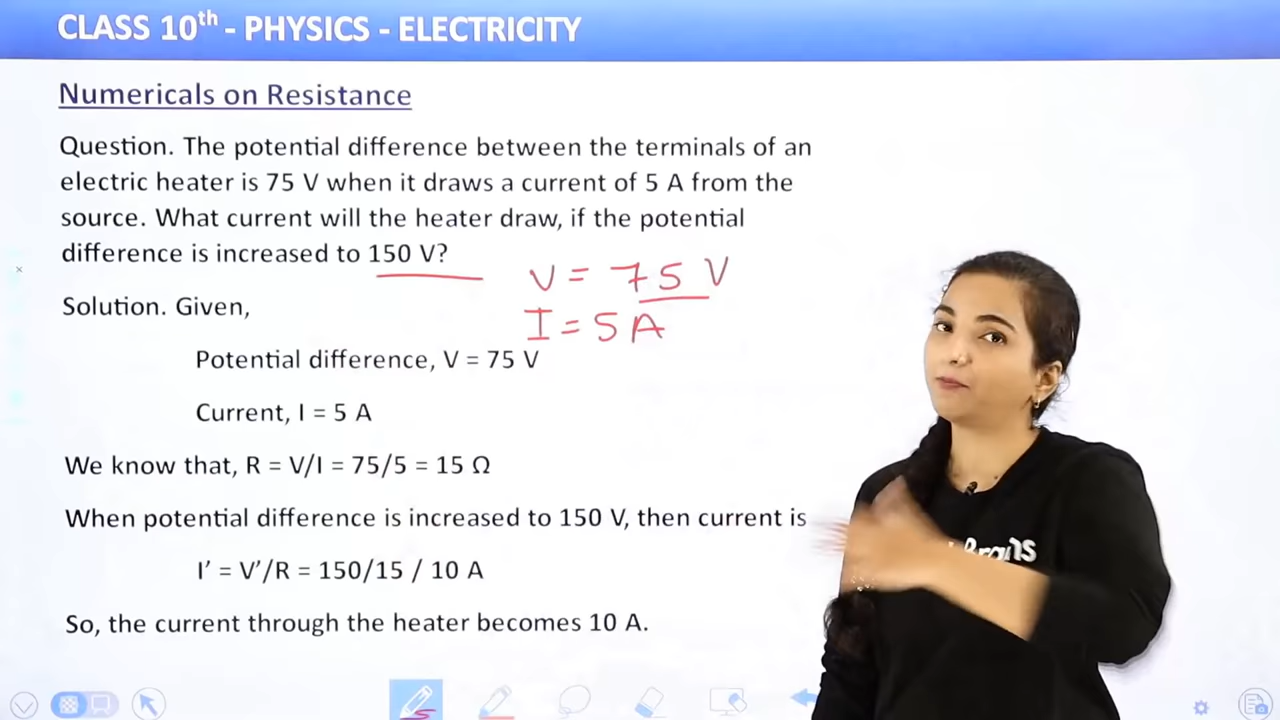 CLASS 10th - PHYSICS - ELECTRICITY
Numericals on Resistance
Question. The potential difference between the terminals of an
electric heater is 75 V when it draws a current of 5 A from the
source. What current will the heater draw, if the potential
difference is increased to 150 V?
V = 75 V
I = 5 A
Solution. Given,
Potential difference, V = 75 V
Current, I = 5 A
We know that, R = V/I = 75/5 = 15 Ω
When potential difference is increased to 150 V, then current is
I’ = V’/R = 150/15 / 10 A
So, the current through the heater becomes 10 A.